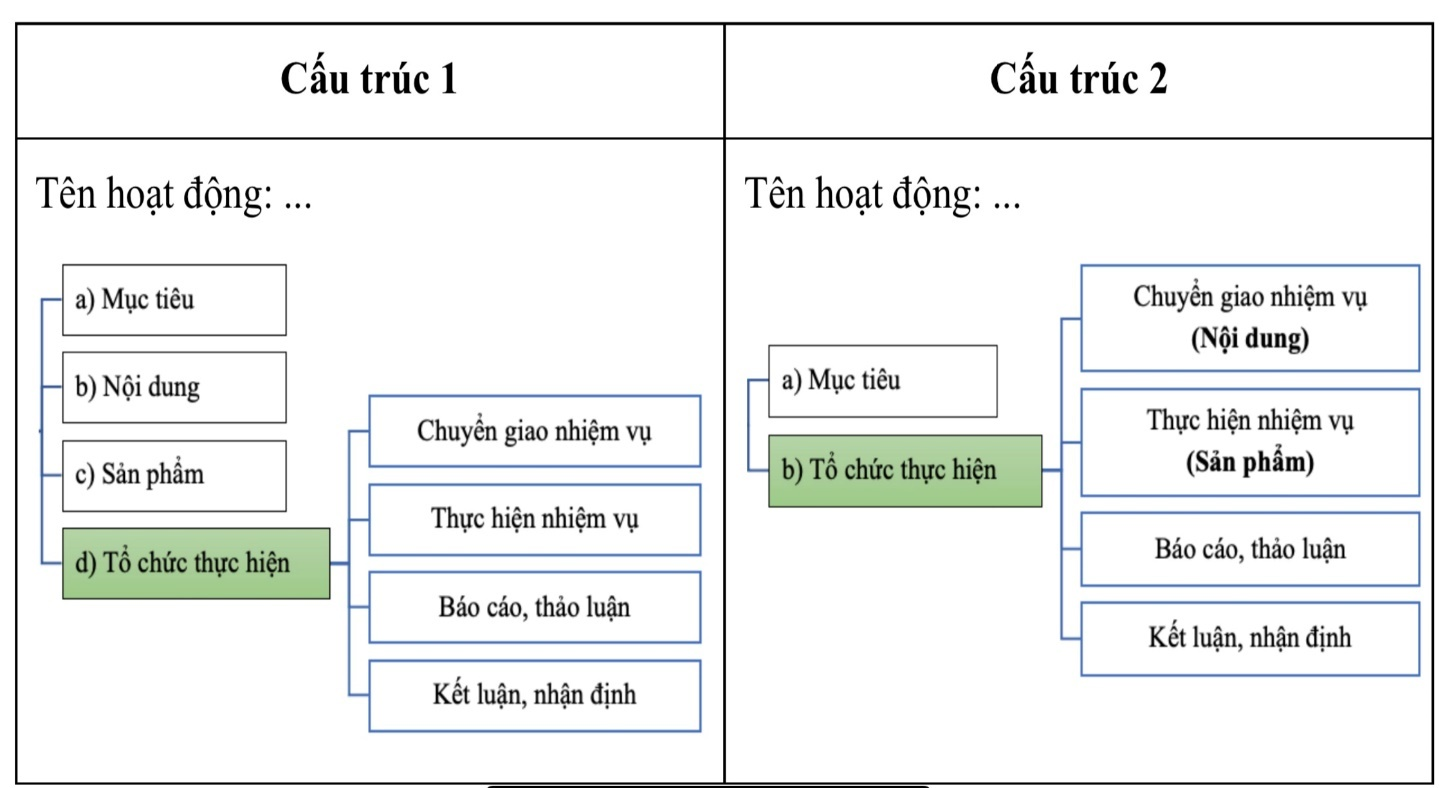 Cấu trúc 1
Cấu trúc 2
Tên hoạt động: ...
a) Mục tiêu
b) Nội dung
c) Sản phẩm
d) Tổ chức thực hiện
Chuyển giao nhiệm vụ
Thực hiện nhiệm vụ
Báo cáo, thảo luận
Kết luận, nhận định
Tên hoạt động: ...
a) Mục tiêu
b) Tổ chức thực hiện
Chuyển giao nhiệm vụ
(Nội dung)
Thực hiện nhiệm vụ
(Sản phẩm)
Báo cáo, thảo luận
Kết luận, nhận định